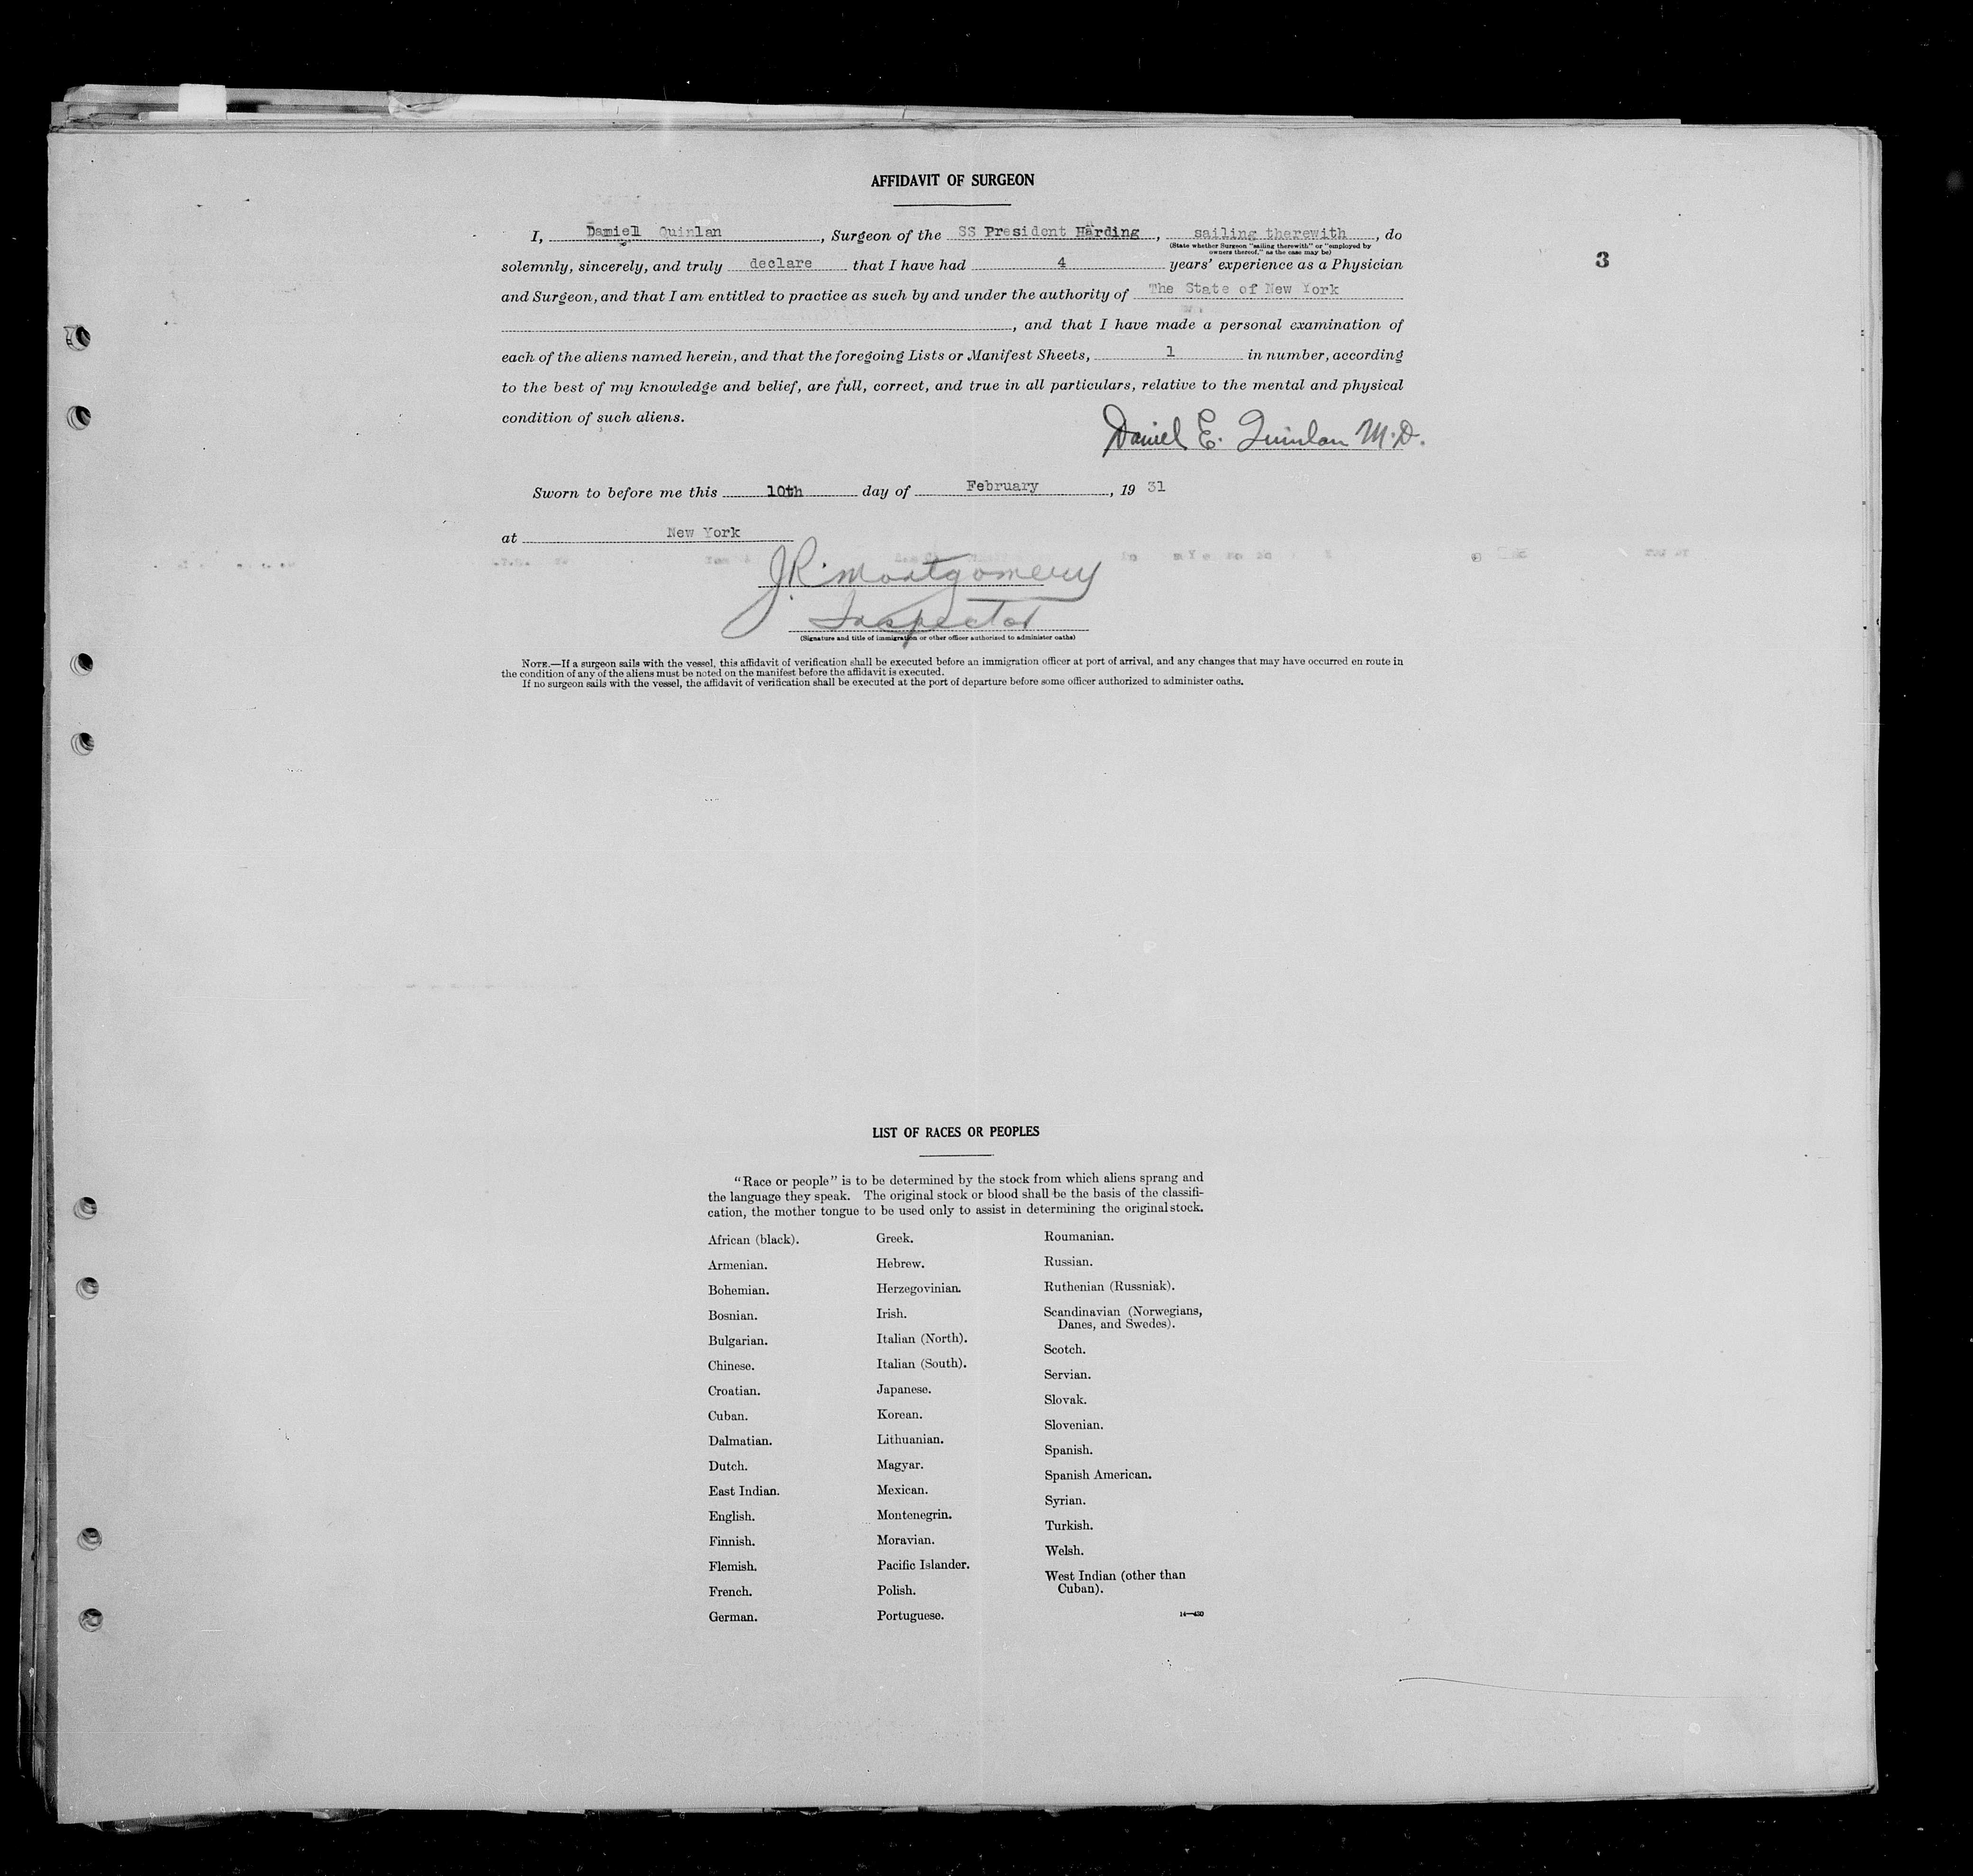 AFFIDAVIT OF SURGEON
I, Damiel Quinlan, Surgeon of the SS President Harding, sailing therewith, do
(State whether Surgeon "sailing therewith" or "employed by
owners thereof," as the case may be)
solemnly, sincerely, and truly declare that I have had 4 years' experience as a Physician
3
and Surgeon, and that I am entitled to practice as such by and under the authority of The State of New York
, and that I have made a personal examination of
each of the aliens named herein, and that the foregoing Lists or Manifest Sheets, 1 in number, according
to the best of my knowledge and belief, are full, correct, and true in all particulars, relative to the mental and physical
condition of such aliens.
Daniel E. Quinlan M.D.
Sworn to before me this 10th day of February, 19 31
at New York
J.R. Montgomery
Inspector
(Signature and title of immigration or other officer authorized to administer oaths)
NOTE.—If a surgeon sails with the vessel, this affidavit of verification shall be executed before an immigration officer at port of arrival, and any changes that may have occurred en route in
the condition of any of the aliens must be noted on the manifest before the affidavit is executed.
If no surgeon sails with the vessel, the affidavit of verification shall be executed at the port of departure before some officer authorized to administer oaths.
LIST OF RACES OR PEOPLES
"Race or people" is to be determined by the stock from which aliens sprang and
the language they speak. The original stock or blood shall be the basis of the classifi-
cation, the mother tongue to be used only to assist in determining the original stock.
African (black).
Armenian.
Bohemian.
Bosnian.
Bulgarian.
Chinese.
Croatian.
Cuban.
Dalmatian.
Dutch.
East Indian.
English.
Finnish.
Flemish.
French.
German.
Greek.
Hebrew.
Herzegovinian.
Irish.
Italian (North).
Italian (South).
Japanese.
Korean.
Lithuanian.
Magyar.
Mexican.
Montenegrin.
Moravian.
Pacific Islander.
Polish.
Portuguese.
Roumanian.
Russian.
Ruthenian (Russniak).
Scandinavian (Norwegians,
Danes, and Swedes).
Scotch.
Servian.
Slovak.
Slovenian.
Spanish.
Spanish American.
Syrian.
Turkish.
Welsh.
West Indian (other than
Cuban).
14—430